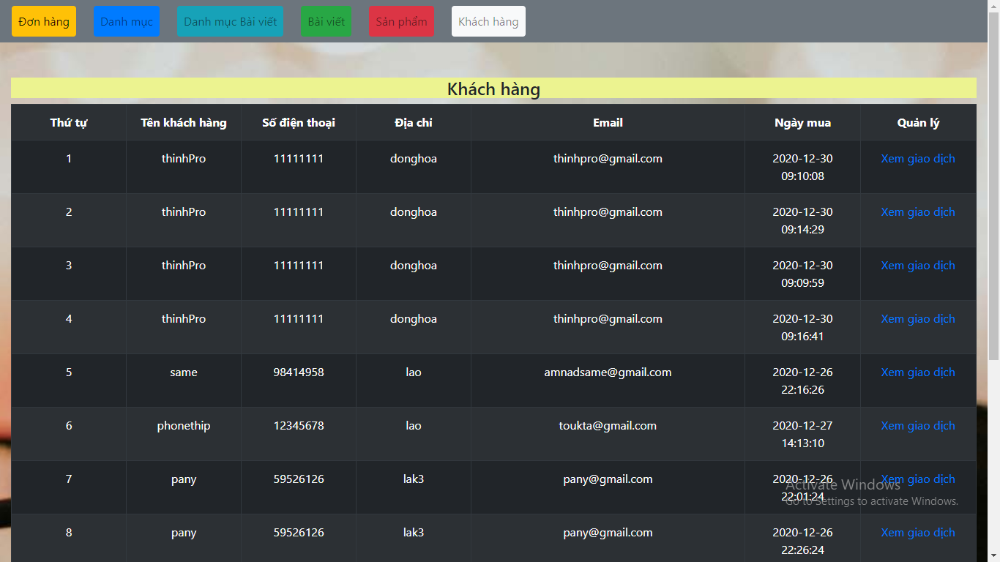 Đơn hàng Danh mục Danh mục Bài viết Bài viết Sản phẩm Khách hàng
Khách hàng
Thứ tự Tên khách hàng Số điện thoại Địa chỉ Email Ngày mua Quản lý
1 thinhPro 11111111 donghoa thinhpro@gmail.com 2020-12-30 Xem giao dịch
09:10:08
2 thinhPro 11111111 donghoa thinhpro@gmail.com 2020-12-30 Xem giao dịch
09:14:29
3 thinhPro 11111111 donghoa thinhpro@gmail.com 2020-12-30 Xem giao dịch
09:09:59
4 thinhPro 11111111 donghoa thinhpro@gmail.com 2020-12-30 Xem giao dịch
09:16:41
5 same 98414958 lao amnadsame@gmail.com 2020-12-26 Xem giao dịch
22:16:26
6 phonethip 12345678 lao toukta@gmail.com 2020-12-27 Xem giao dịch
14:13:10
7 pany 59526126 lak3 pany@gmail.com 2020-12-26 Xem giao dịch
22:01:24
Activate Windows
Go to Settings to activate Windows.
8 pany 59526126 lak3 pany@gmail.com 2020-12-26 Xem giao dịch
22:26:24